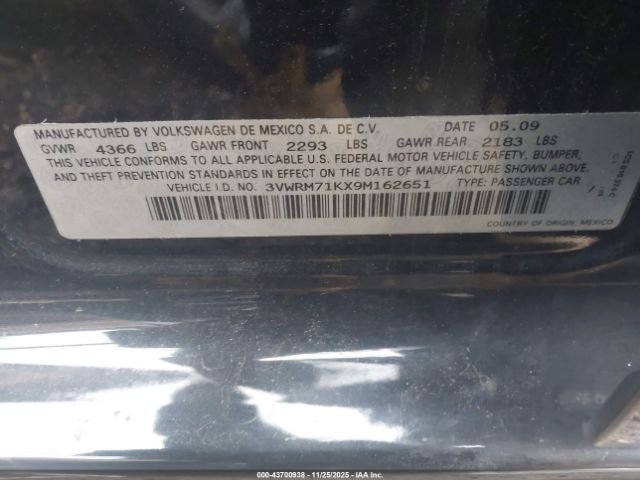 MANUFACTURED BY VOLKSWAGEN DE MEXICO S.A. DE C.V. DATE 05.09
GVWR 4366 LBS GAWR FRONT 2293 LBS GAWR REAR 2183 LBS
THIS VEHICLE CONFORMS TO ALL APPLICABLE U.S. FEDERAL MOTOR VEHICLE SAFETY, BUMPER,
AND THEFT PREVENTION STANDARDS IN EFFECT ON THE DATE OF MANUFACTURE SHOWN ABOVE.
VEHICLE I.D. NO. 3VWRM71KX9M162651 TYPE: PASSENGER CAR
COUNTRY OF ORIGIN, MEXICO
000-43700938 - 11/25/2025 - IAAI COPART